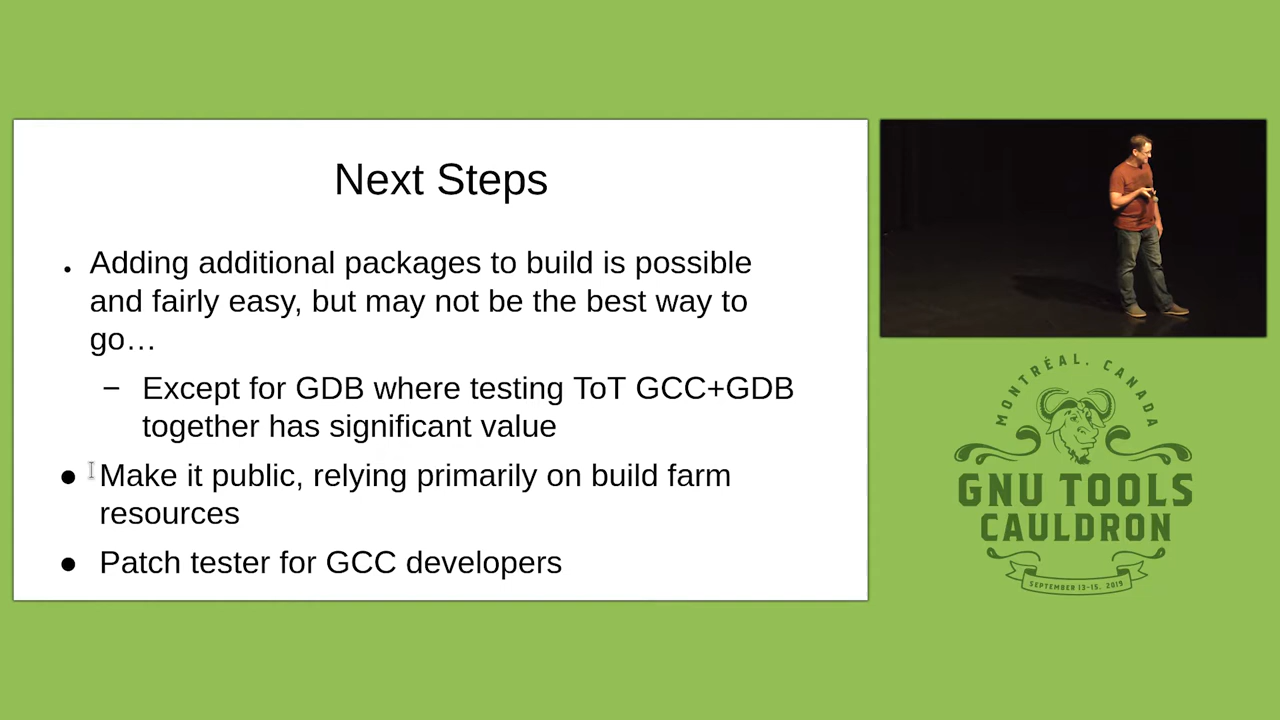 Next Steps
• Adding additional packages to build is possible
and fairly easy, but may not be the best way to
go…
– Except for GDB where testing ToT GCC+GDB
together has significant value
● Make it public, relying primarily on build farm
resources
● Patch tester for GCC developers
MONTRÉAL, CANADA
GNU TOOLS
CAULDRON
SEPTEMBER 13-15, 2019